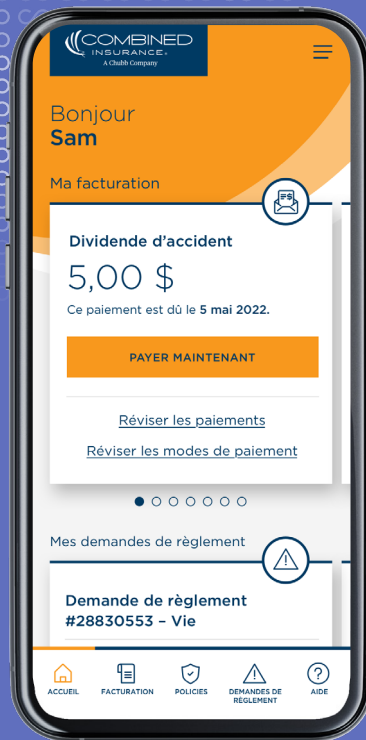 COMBINED
INSURANCE®
A Chubb Company
Bonjour
Sam
Ma facturation
Dividende d'accident
5,00 $
Ce paiement est dû le 5 mai 2022.
PAYER MAINTENANT
Réviser les paiements
Réviser les modes de paiement
Mes demandes de règlement
Demande de règlement
#28830553 – Vie
ACCUEIL
FACTURATION
POLICIES
DEMANDES DE
RÈGLEMENT
AIDE